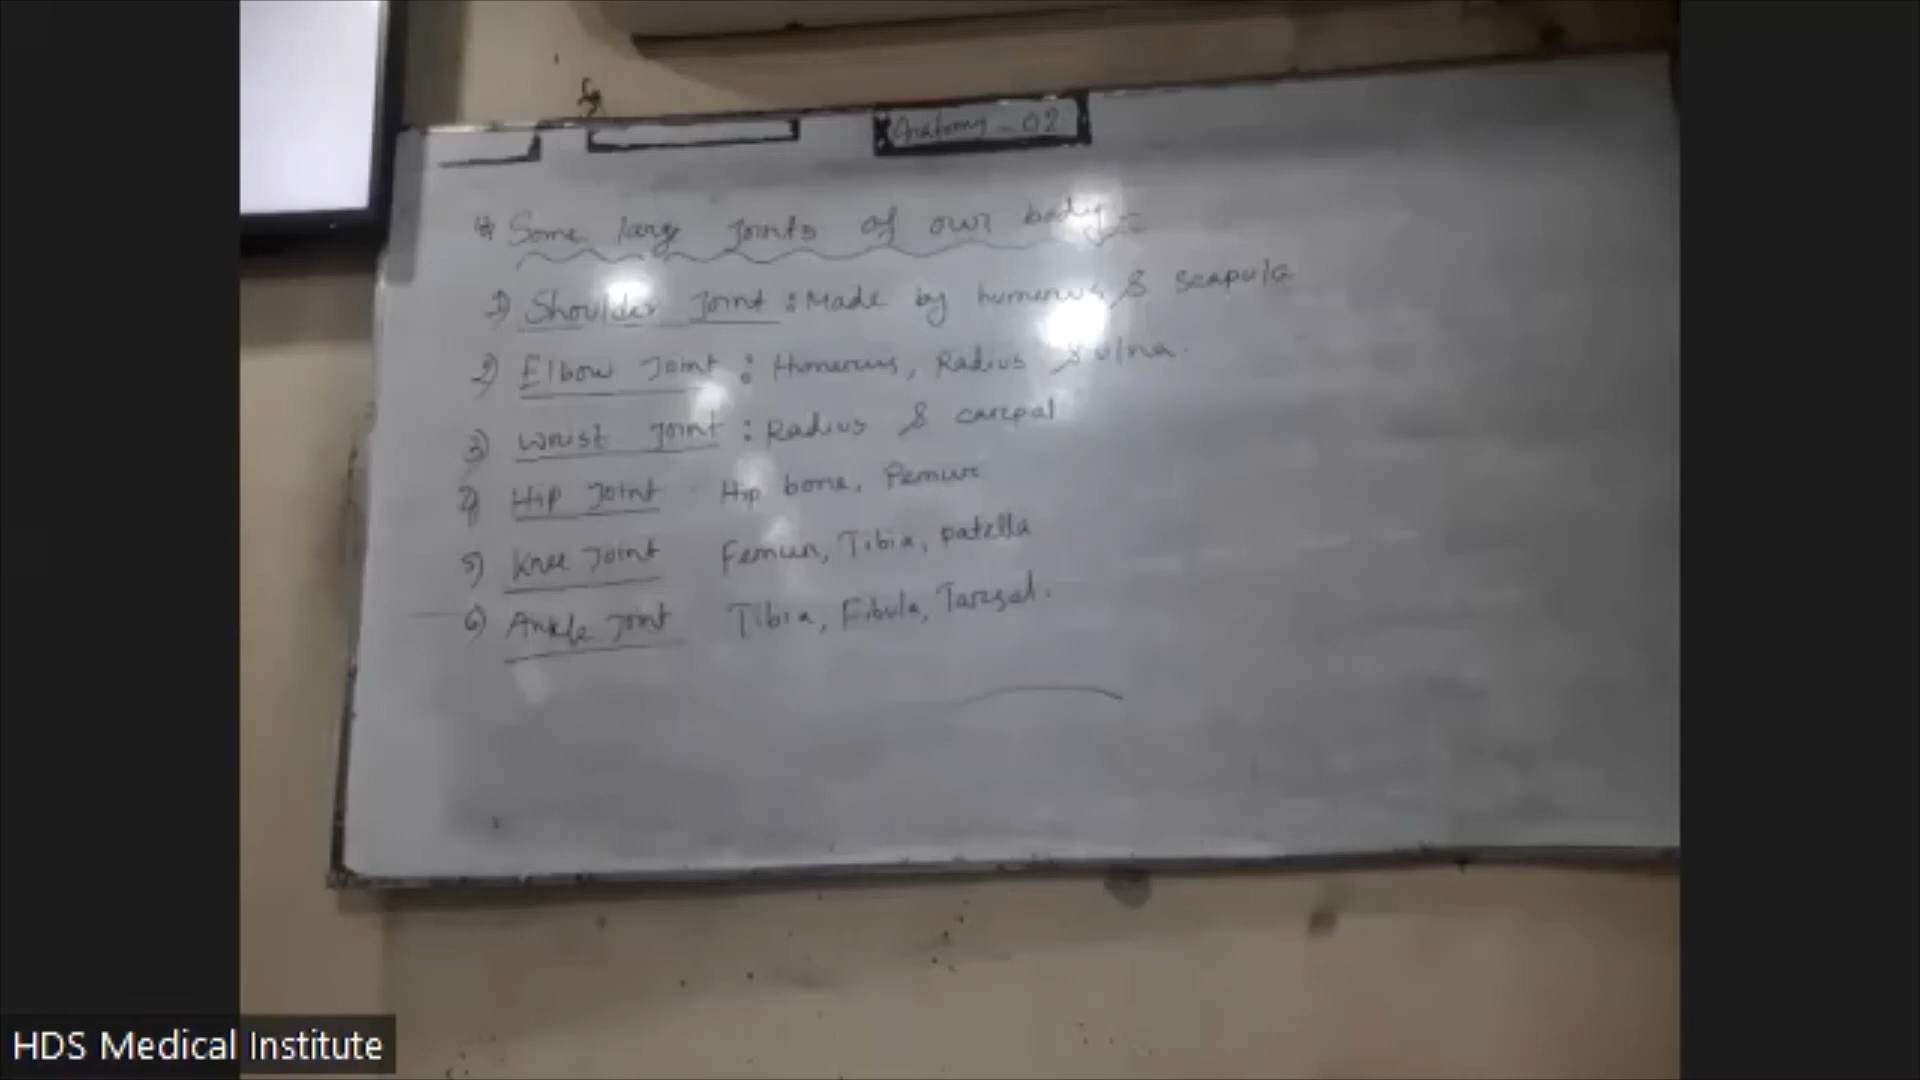 Anatomy - 02
* Some large Joints of our body :-
1) Shoulder Joint : Made by humerus & scapula
2) Elbow Joint : Humerus, Radius & ulna.
3) Wrist Joint : Radius & carpal
4) Hip Joint Hip bone, Femur
5) Knee Joint Femur, Tibia, patella
6) Ankle Joint Tibia, Fibula, Tarsal.
HDS Medical Institute